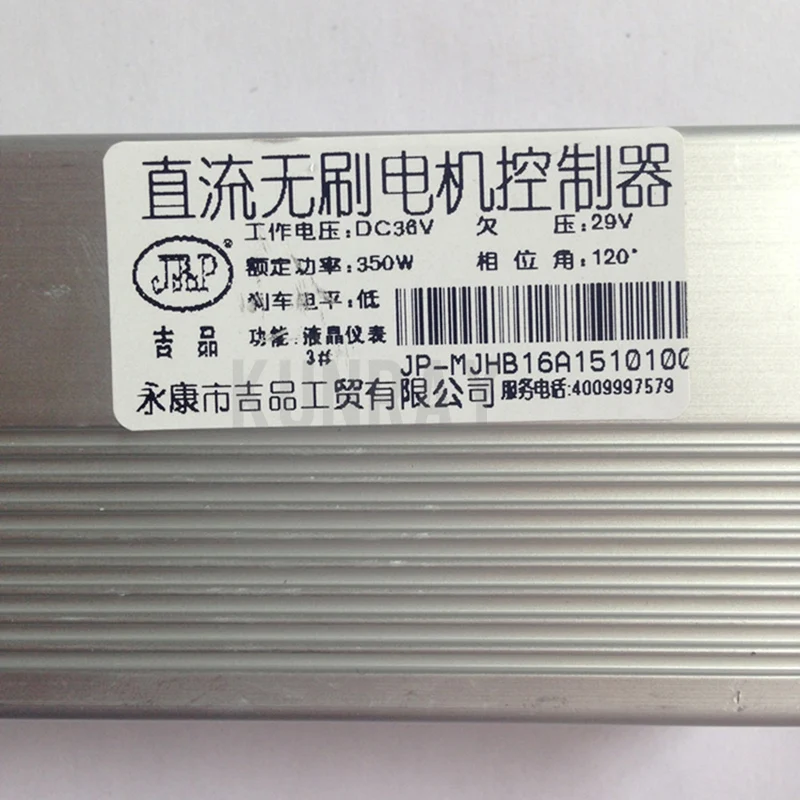 直流无刷电机控制器
工作电压:DC36V 欠 压:29V
JP ®
额定功率:350W 相位角:120°
刹车电平:低
吉品
功能:液晶仪表
3#
JP-MJHB16A1510100
永康市吉品工贸有限公司 服务电话:4009997579
KUNRAY